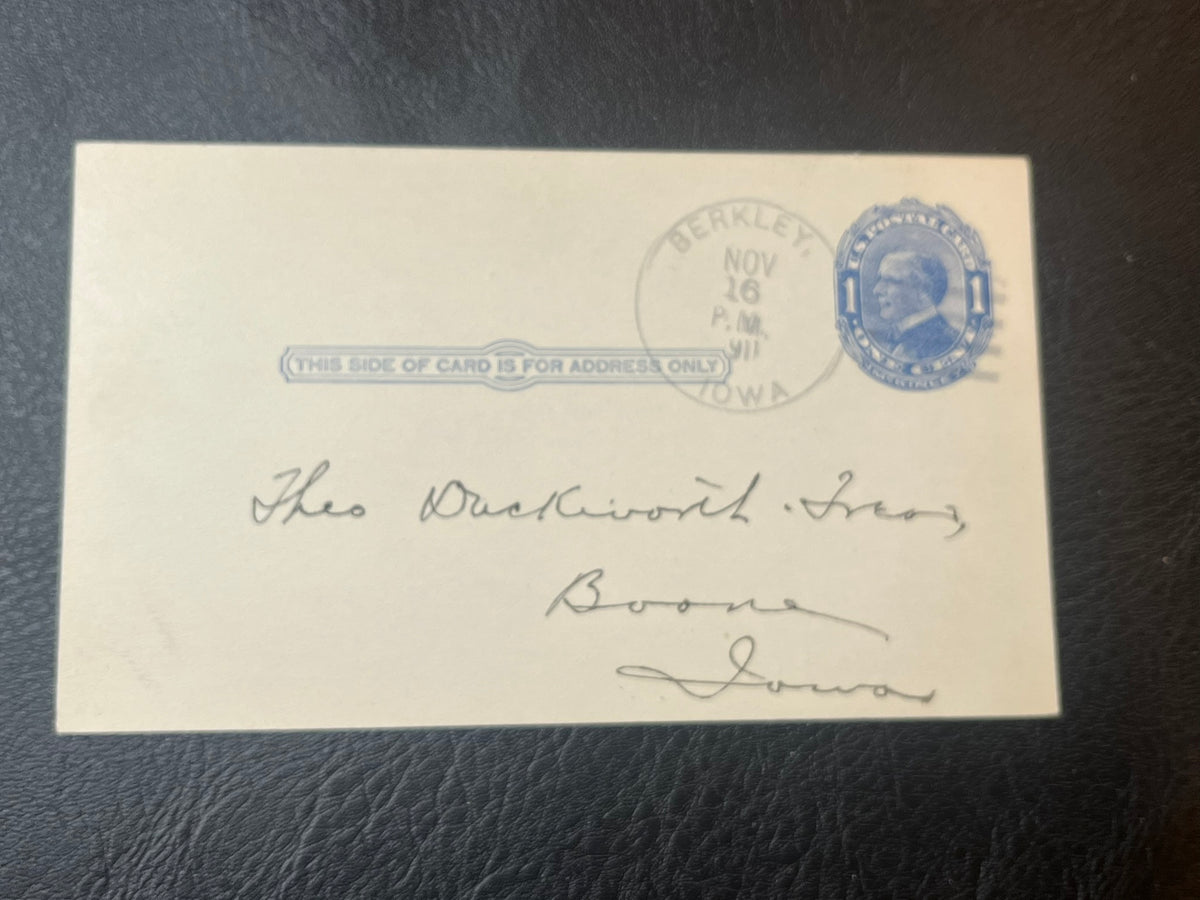 BERKLEY,
NOV
16
P.M.
IOWA
U.S. POSTAL CARD
1 1
ONE CENT
THIS SIDE OF CARD IS FOR ADDRESS ONLY
Theo Duckworth. Treas,
Boone
Iowa